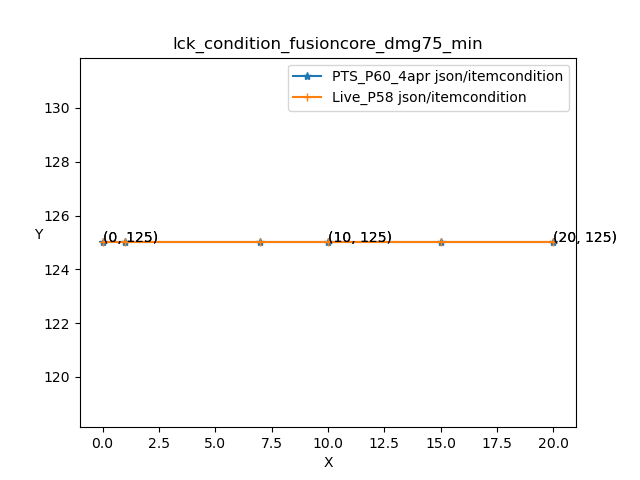 lck_condition_fusioncore_dmg75_min
PTS_P60_4apr json/itemcondition
Live_P58 json/itemcondition
130
128
126
Y
(0, 125) (10, 125) (20, 125)
124
122
120
0.0 2.5 5.0 7.5 10.0 12.5 15.0 17.5 20.0
X